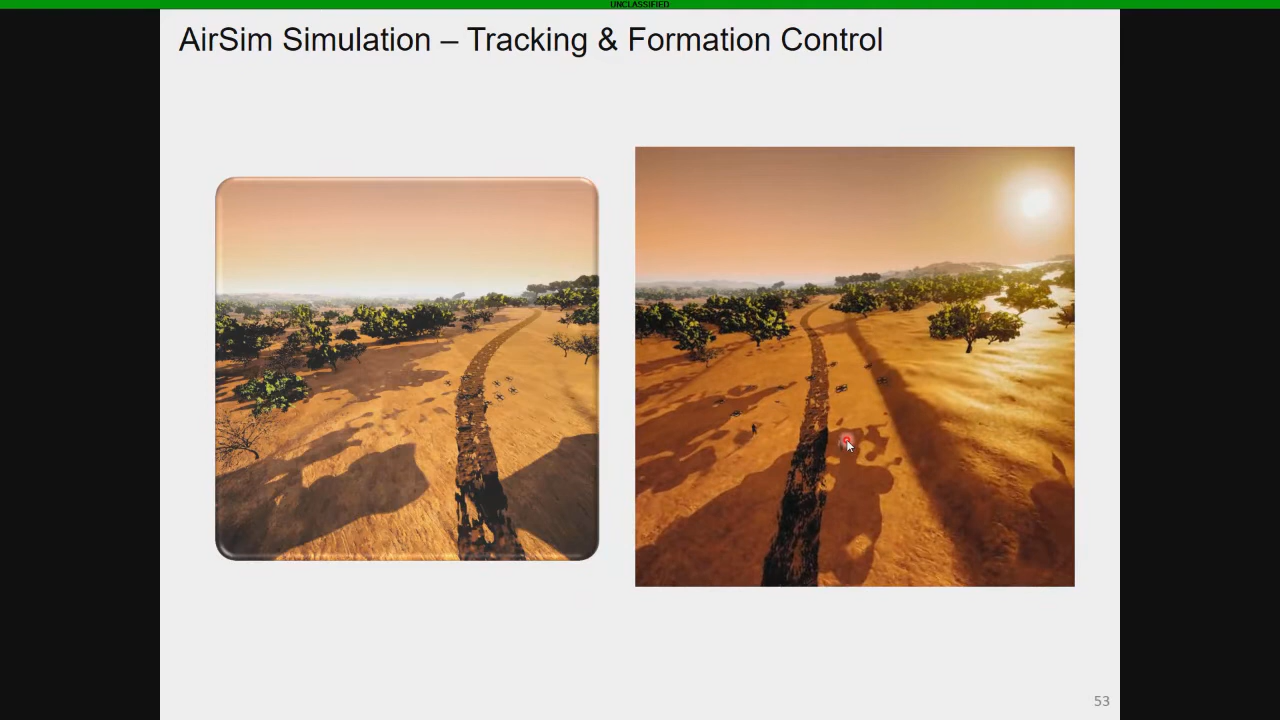 UNCLASSIFIED
AirSim Simulation – Tracking & Formation Control
53